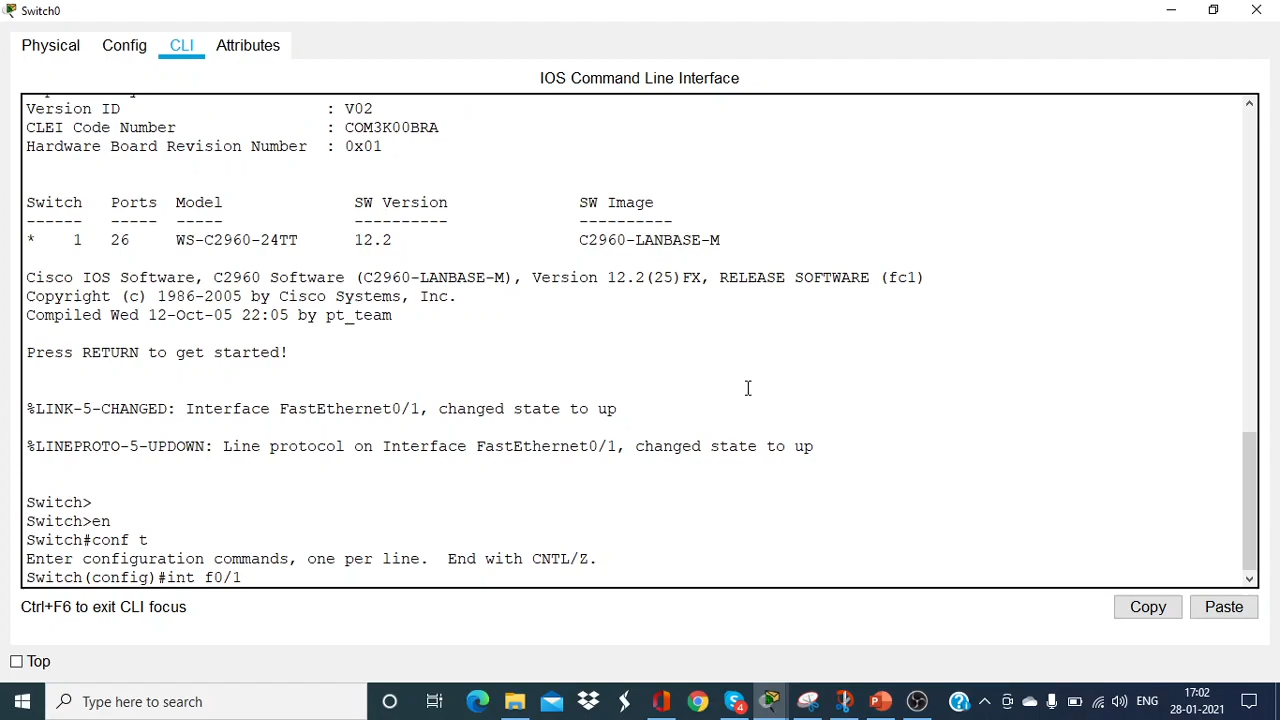 Switch0
Physical Config CLI Attributes
IOS Command Line Interface
Version ID : V02
CLEI Code Number : COM3K00BRA
Hardware Board Revision Number : 0x01
Switch Ports Model SW Version SW Image
------ ----- ----- ---------- ----------
* 1 26 WS-C2960-24TT 12.2 C2960-LANBASE-M
Cisco IOS Software, C2960 Software (C2960-LANBASE-M), Version 12.2(25)FX, RELEASE SOFTWARE (fc1)
Copyright (c) 1986-2005 by Cisco Systems, Inc.
Compiled Wed 12-Oct-05 22:05 by pt_team
Press RETURN to get started!
%LINK-5-CHANGED: Interface FastEthernet0/1, changed state to up
%LINEPROTO-5-UPDOWN: Line protocol on Interface FastEthernet0/1, changed state to up
Switch>
Switch>en
Switch#conf t
Enter configuration commands, one per line. End with CNTL/Z.
Switch(config)#int f0/1
Ctrl+F6 to exit CLI focus
Copy Paste
Top
Type here to search
ENG
17:02
28-01-2021